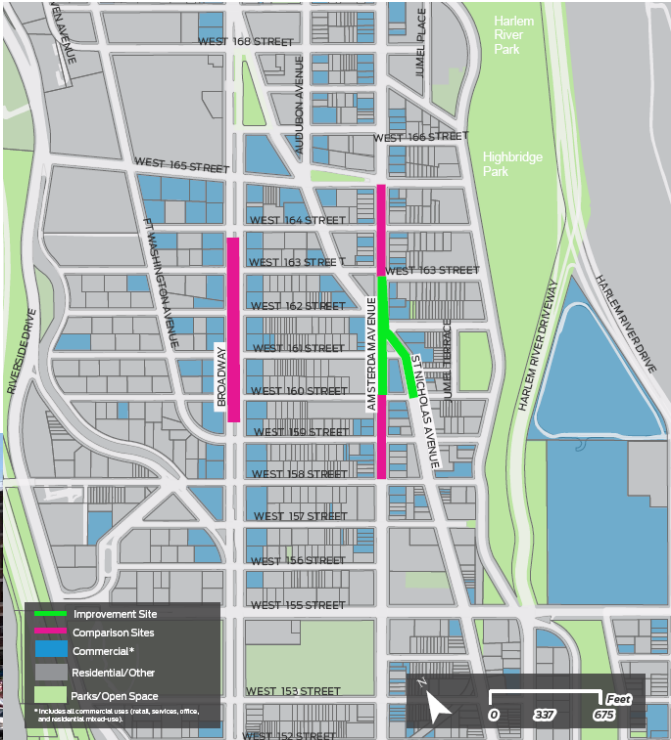 VEN AVENUE
WEST 168 STREET
JUMEL PLACE
Harlem
River
Park
AUDUBON AVENUE
WEST 166 STREET
WEST 165 STREET
Highbridge
Park
WEST 164 STREET
FT WASHINGTON AVENUE
WEST 163 STREET
WEST 163 STREET
RIVERSIDE DRIVE
WEST 162 STREET
AMSTERDAM AVENUE
HARLEM RIVER DRIVEWAY
HARLEM RIVER DRIVE
BROADWAY
WEST 161 STREET
JUMEL TERRACE
ST NICHOLAS AVENUE
WEST 160 STREET
WEST 159 STREET
WEST 158 STREET
WEST 157 STREET
WEST 156 STREET
WEST 155 STREET
Improvement Site
Comparison Sites
Commercial*
Residential/Other
Parks/Open Space
* Includes all commercial uses (retail, services, office,
and residential mixed-use).
WEST 153 STREET
WEST 152 STREET
N
Feet
0 337 675